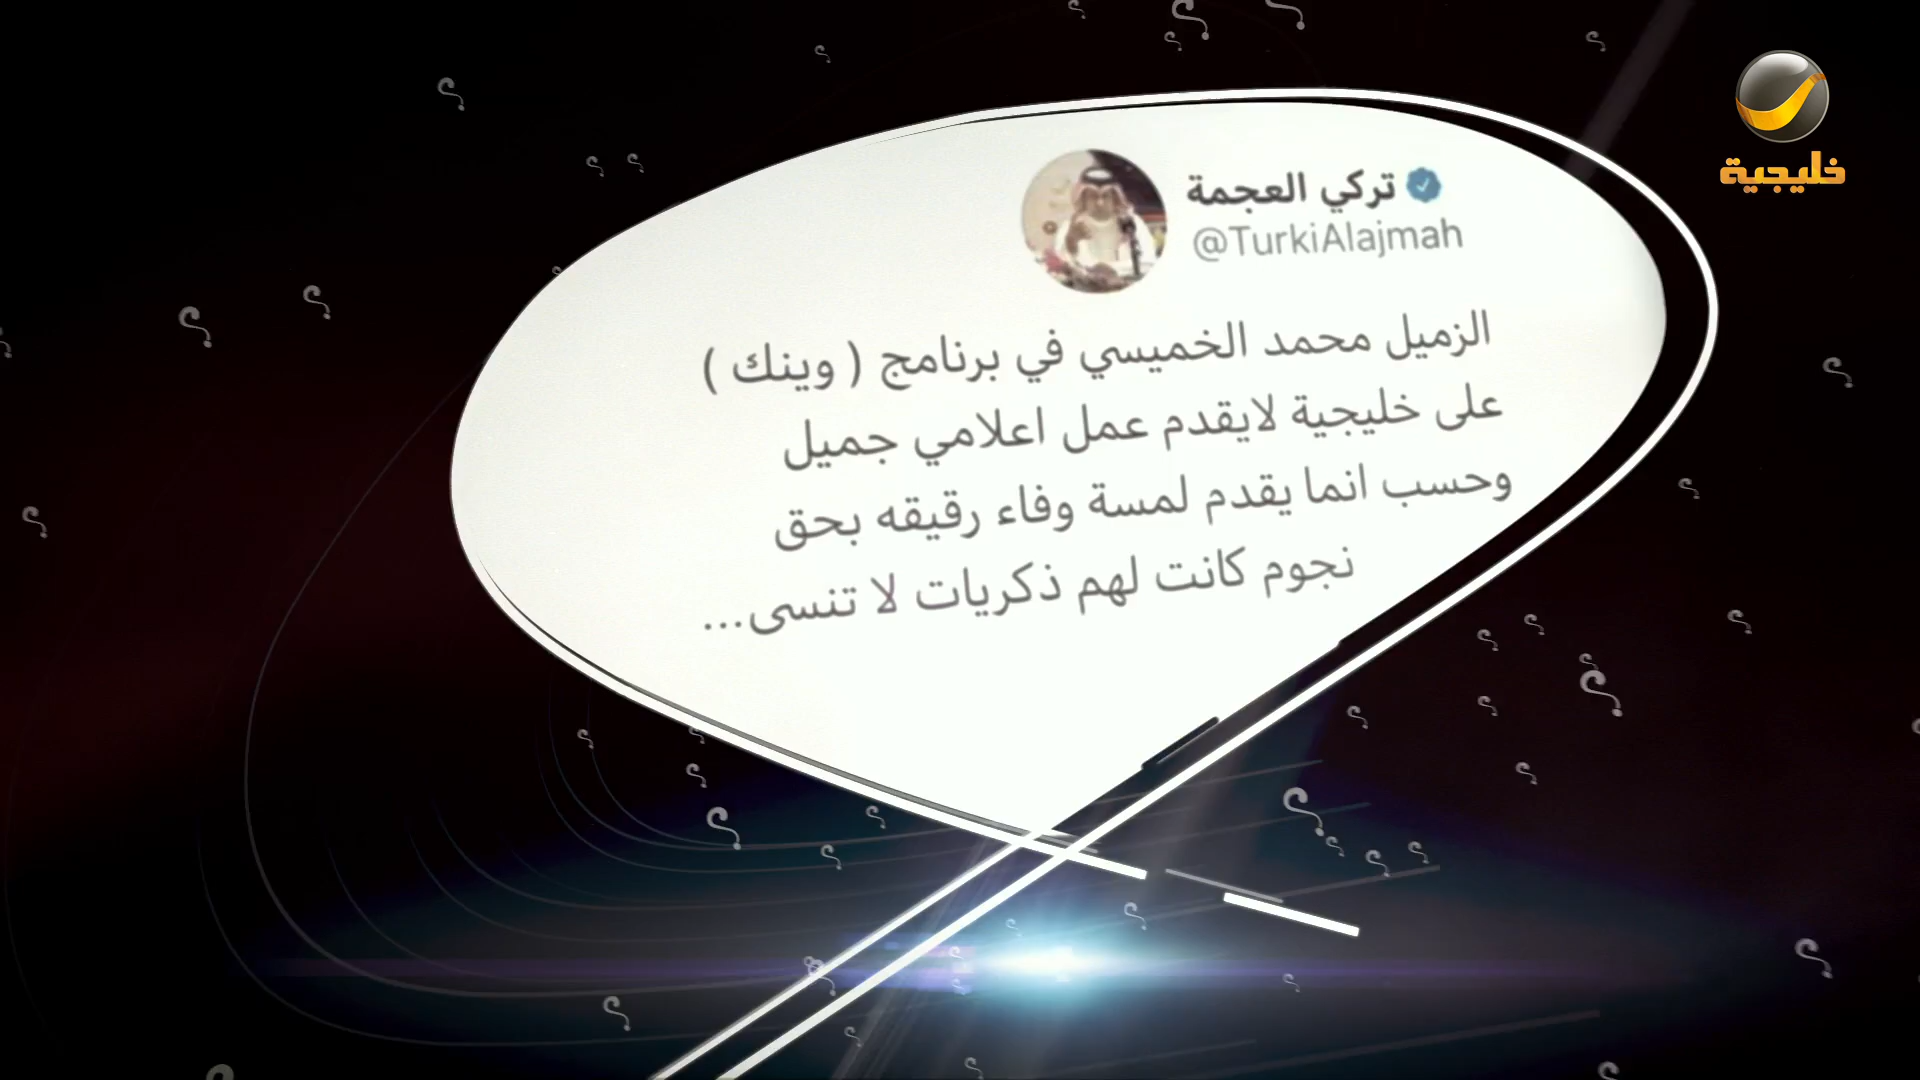 خليجية
تركي العجمة
@TurkiAlajmah
الزميل محمد الخميسي في برنامج ( وينك )
على خليجية لايقدم عمل اعلامي جميل
وحسب انما يقدم لمسة وفاء رقيقه بحق
نجوم كانت لهم ذكريات لا تنسى...